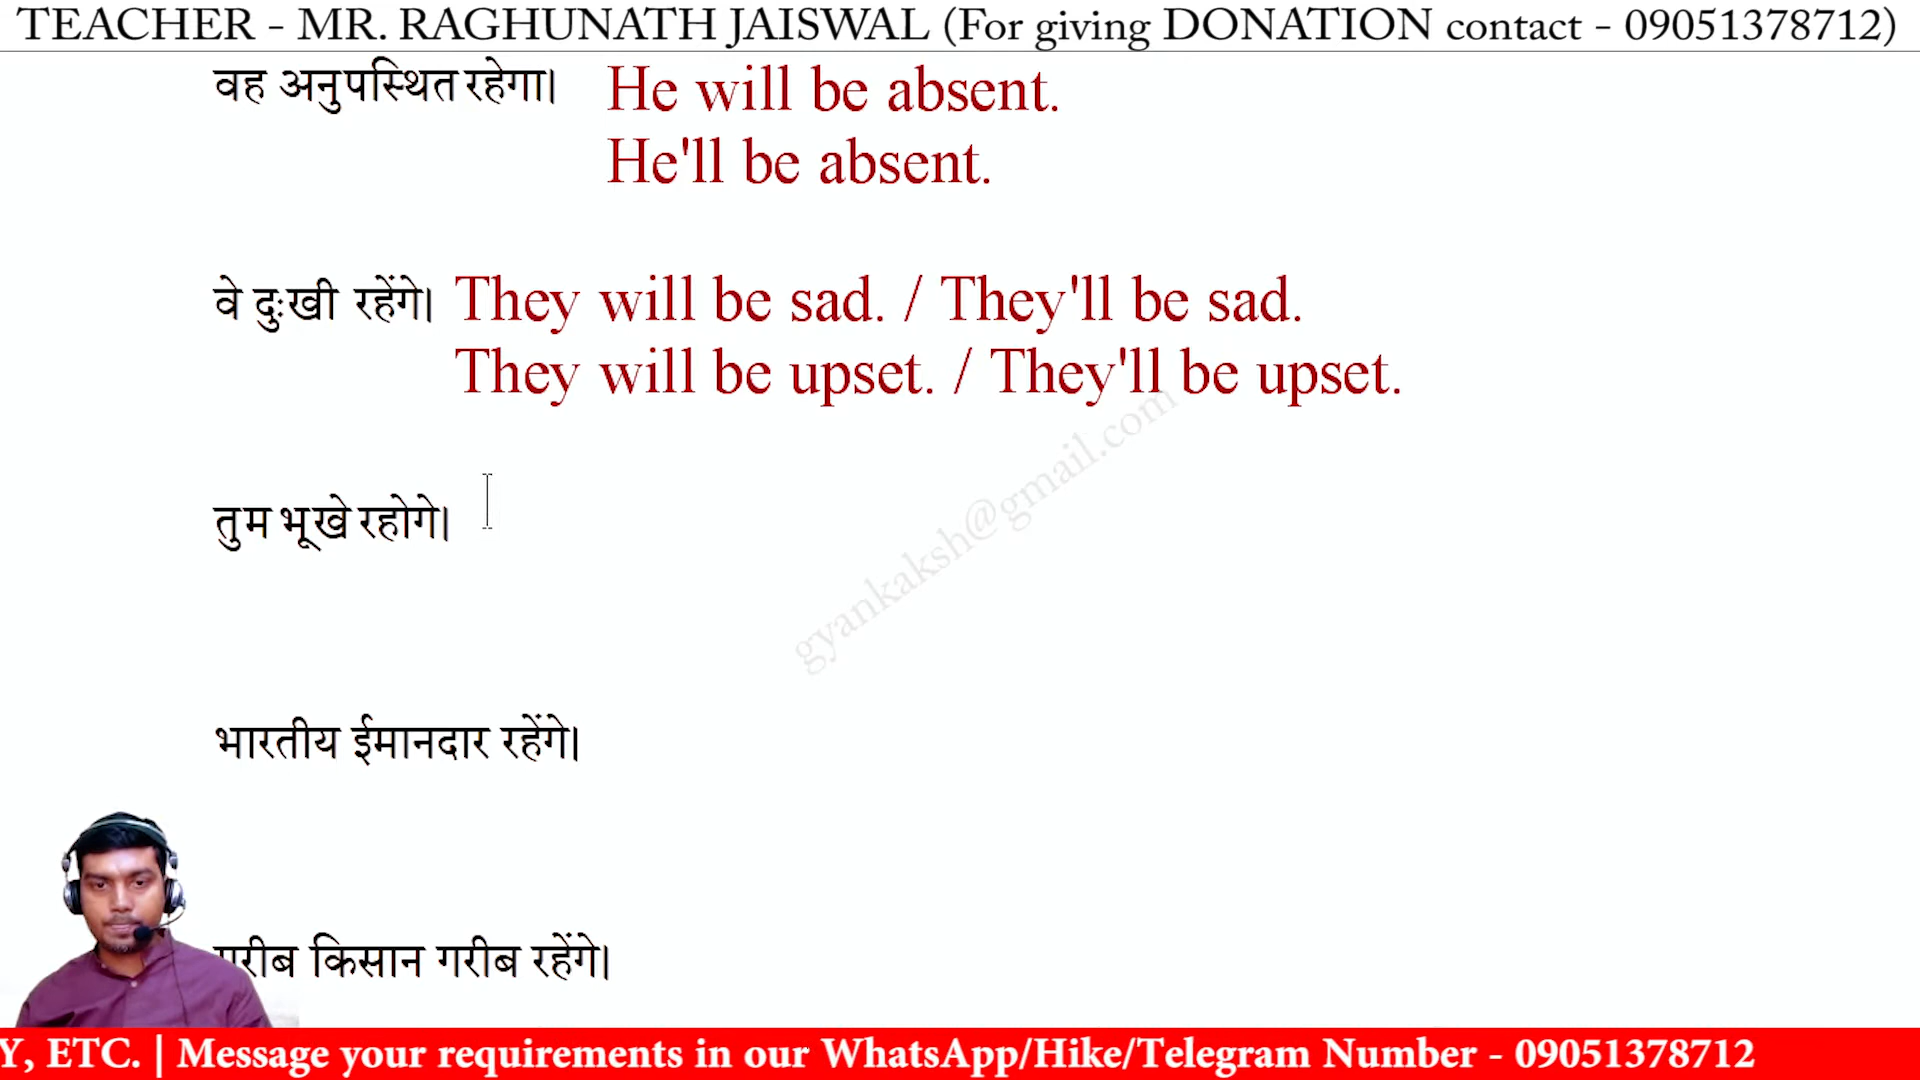 TEACHER - MR. RAGHUNATH JAISWAL (For giving DONATION contact - 09051378712)
वह अनुपस्थित रहेगा। He will be absent.
He'll be absent.
वे दुःखी रहेंगे। They will be sad. / They'll be sad.
They will be upset. / They'll be upset.
gyankaksh@gmail.com
तुम भूखे रहोगे।
भारतीय ईमानदार रहेंगे।
गरीब किसान गरीब रहेंगे।
Y, ETC. | Message your requirements in our WhatsApp/Hike/Telegram Number - 09051378712